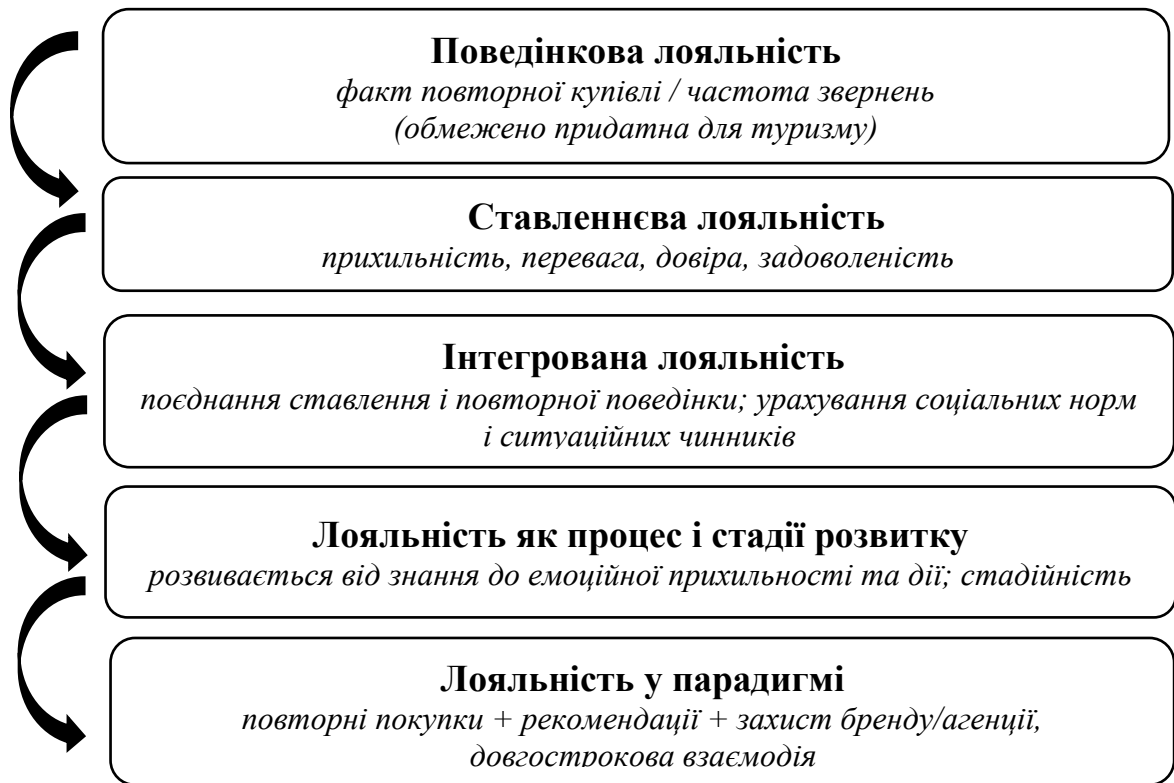 Поведінкова лояльність
факт повторної купівлі / частота звернень
(обмежено придатна для туризму)
Ставленнєва лояльність
прихильність, перевага, довіра, задоволеність
Інтегрована лояльність
поєднання ставлення і повторної поведінки; урахування соціальних норм
і ситуаційних чинників
Лояльність як процес і стадії розвитку
розвивається від знання до емоційної прихильності та дії; стадійність
Лояльність у парадигмі
повторні покупки + рекомендації + захист бренду/агенції,
довгострокова взаємодія